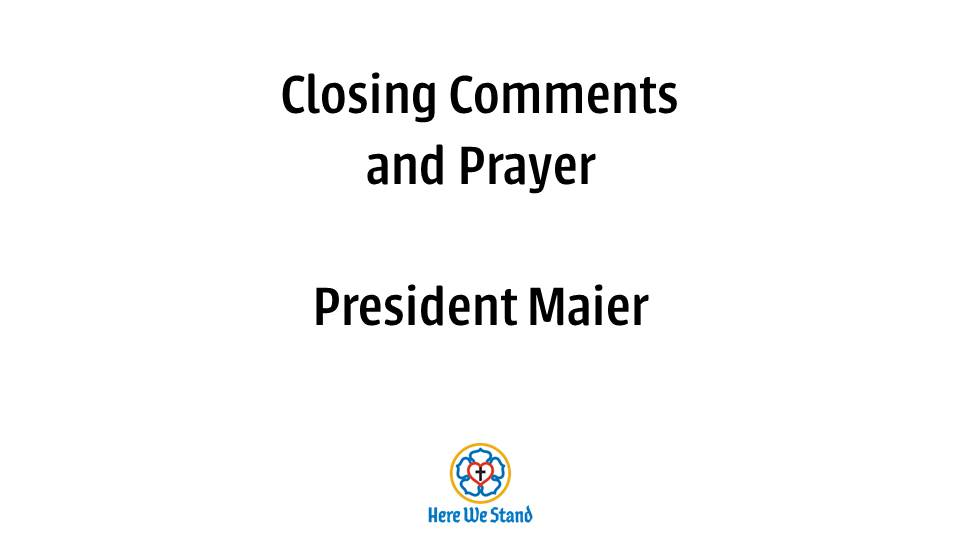 Closing Comments
and Prayer
President Maier
Here We Stand